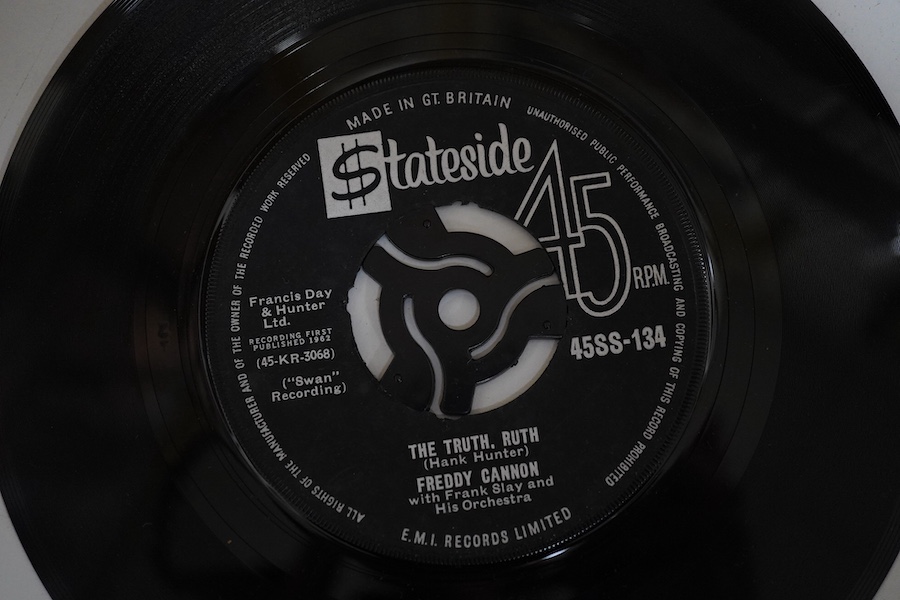 MADE IN GT. BRITAIN
UNAUTHORISED PUBLIC PERFORMANCE BROADCASTING AND COPYING OF THIS RECORD PROHIBITED
ALL RIGHTS OF THE MANUFACTURER AND OF THE OWNER OF THE RECORDED WORK RESERVED
$tateside
45 R.P.M.
Francis Day
& Hunter
Ltd.
RECORDING FIRST
PUBLISHED 1962
(45-KR-3068)
("Swan"
Recording)
45SS-134
THE TRUTH, RUTH
(Hank Hunter)
FREDDY CANNON
with Frank Slay and
His Orchestra
E.M.I. RECORDS LIMITED